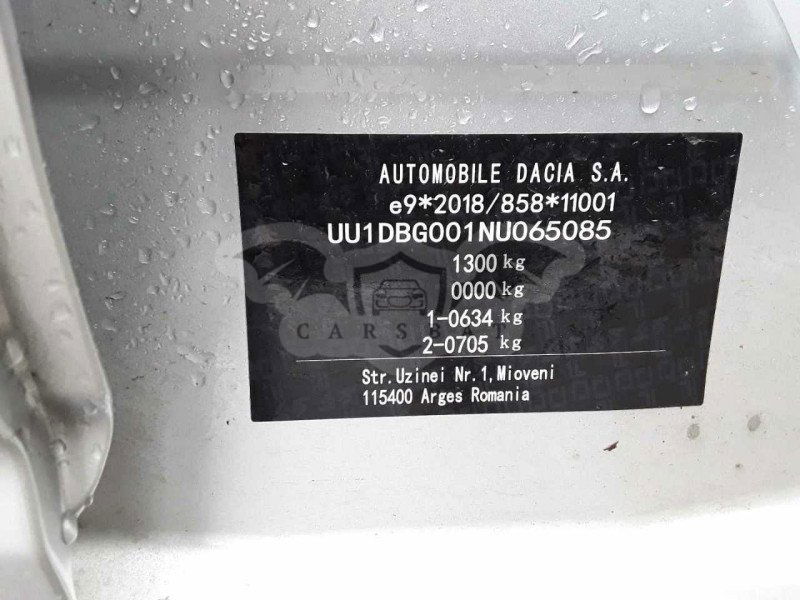 AUTOMOBILE DACIA S.A.
e9*2018/858*11001
UU1DBG001NU065085
1300 kg
0000 kg
1-0634 kg
2-0705 kg
Str. Uzinei Nr. 1, Mioveni
115400 Arges Romania